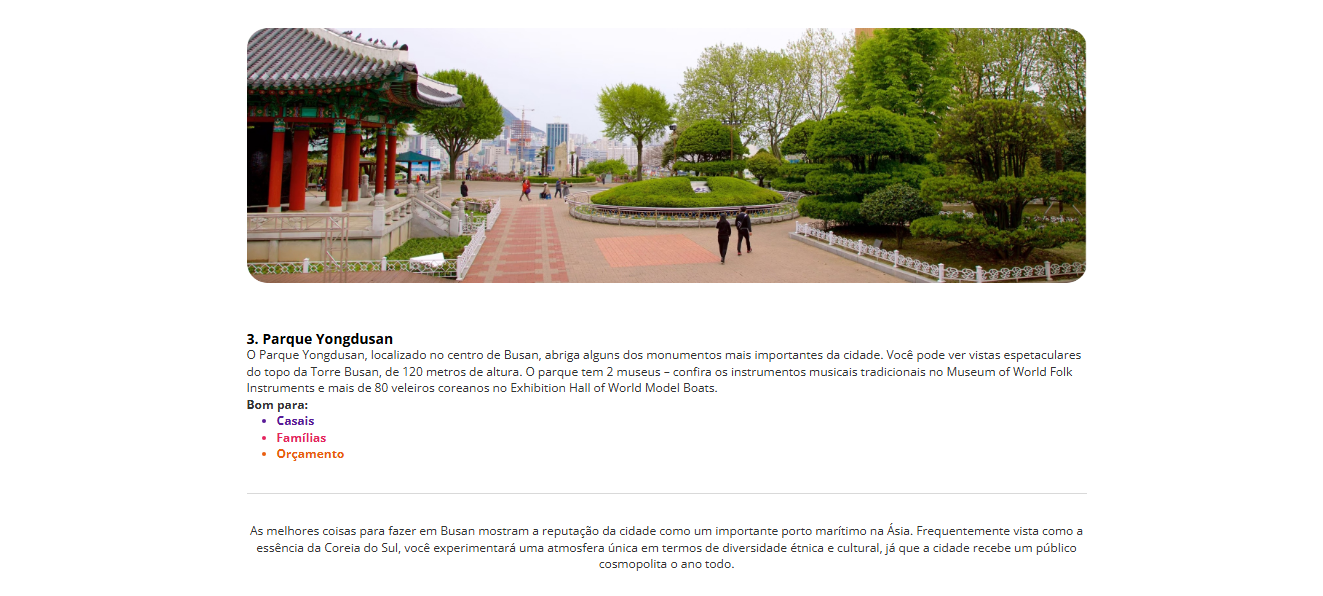 3. Parque Yongdusan
O Parque Yongdusan, localizado no centro de Busan, abriga alguns dos monumentos mais importantes da cidade. Você pode ver vistas espetaculares
do topo da Torre Busan, de 120 metros de altura. O parque tem 2 museus – confira os instrumentos musicais tradicionais no Museum of World Folk
Instruments e mais de 80 veleiros coreanos no Exhibition Hall of World Model Boats.
Bom para:
• Casais
• Famílias
• Orçamento
As melhores coisas para fazer em Busan mostram a reputação da cidade como um importante porto marítimo na Ásia. Frequentemente vista como a
essência da Coreia do Sul, você experimentará uma atmosfera única em termos de diversidade étnica e cultural, já que a cidade recebe um público
cosmopolita o ano todo.